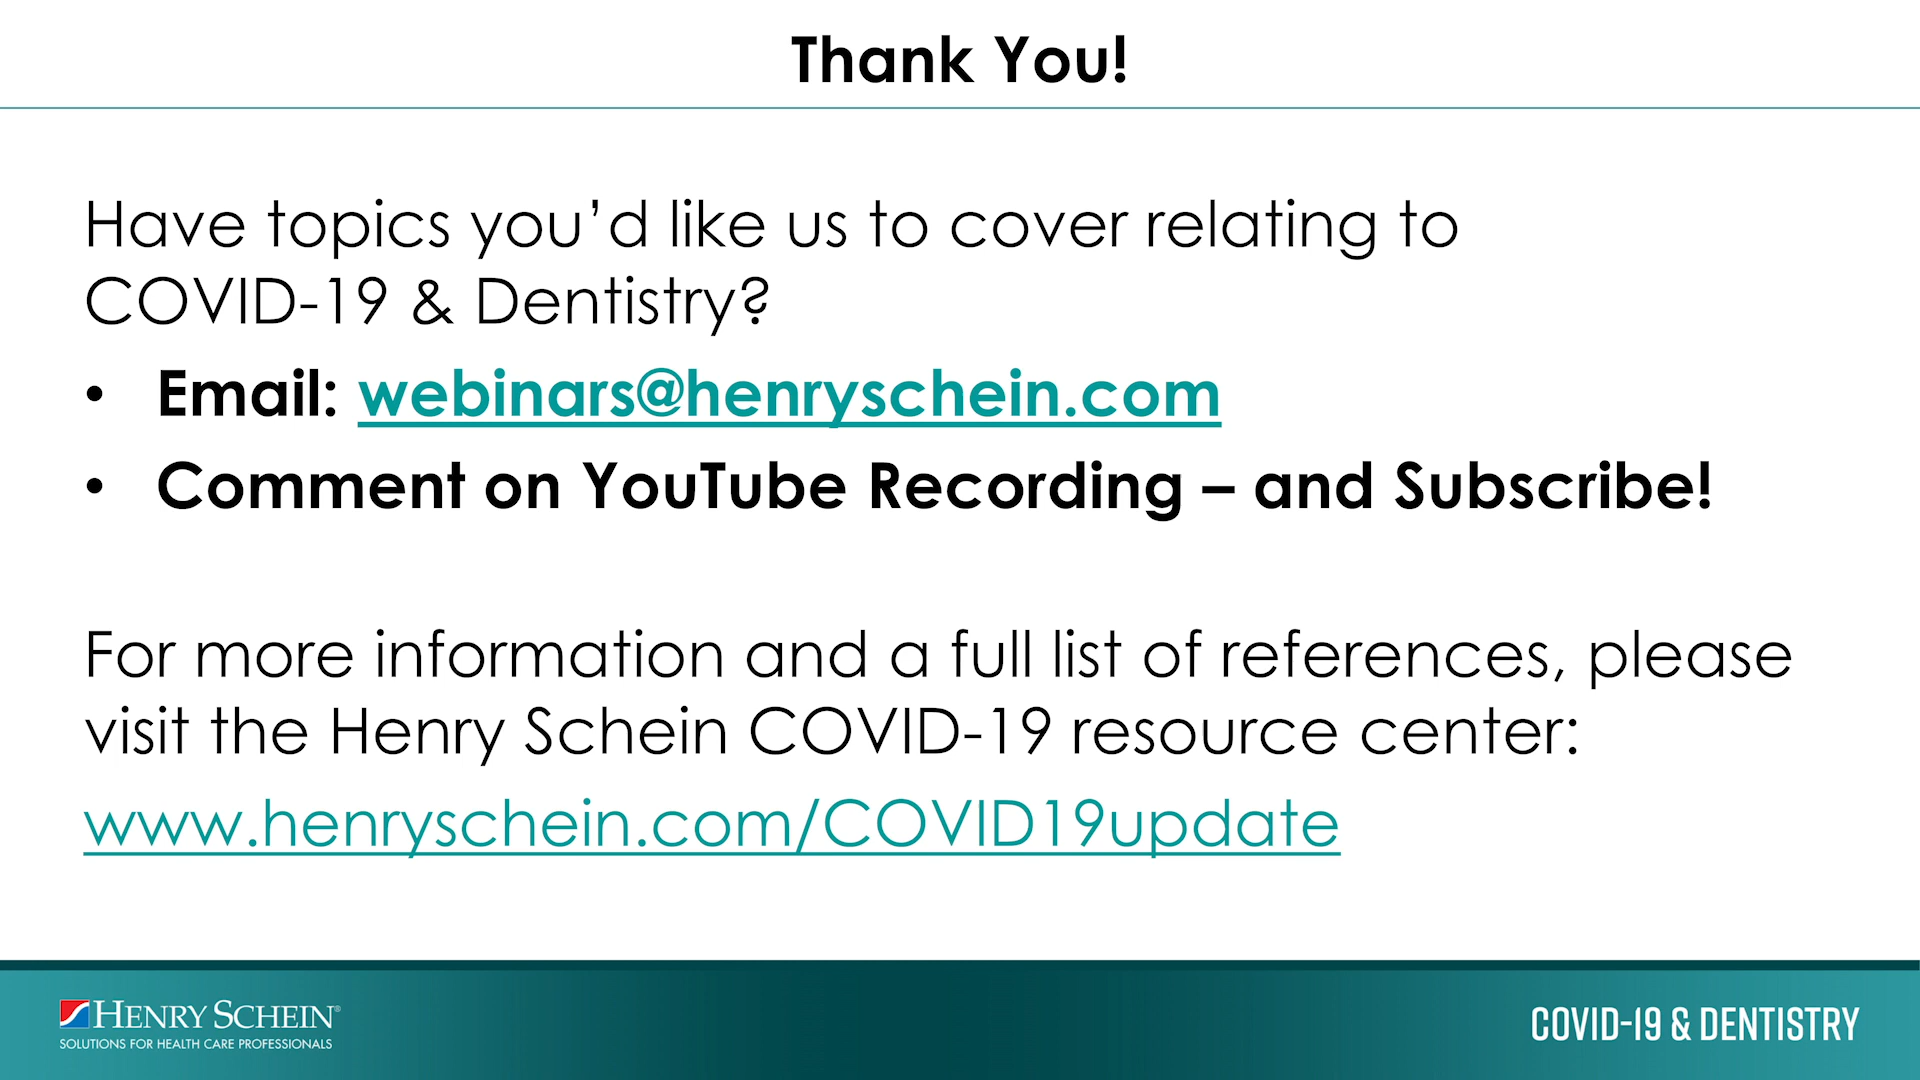 Thank You!
Have topics you’d like us to cover relating to
COVID-19 & Dentistry?
• Email: webinars@henryschein.com
• Comment on YouTube Recording – and Subscribe!
For more information and a full list of references, please
visit the Henry Schein COVID-19 resource center:
www.henryschein.com/COVID19update
HENRY SCHEIN®
SOLUTIONS FOR HEALTH CARE PROFESSIONALS
COVID-19 & DENTISTRY